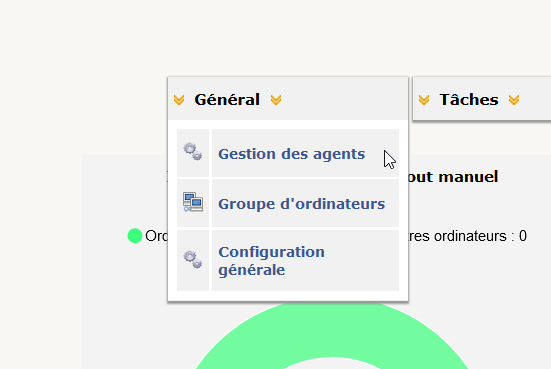 Général
Tâches
Gestion des agents
out manuel
Groupe d'ordinateurs
Ord
res ordinateurs : 0
Configuration
générale